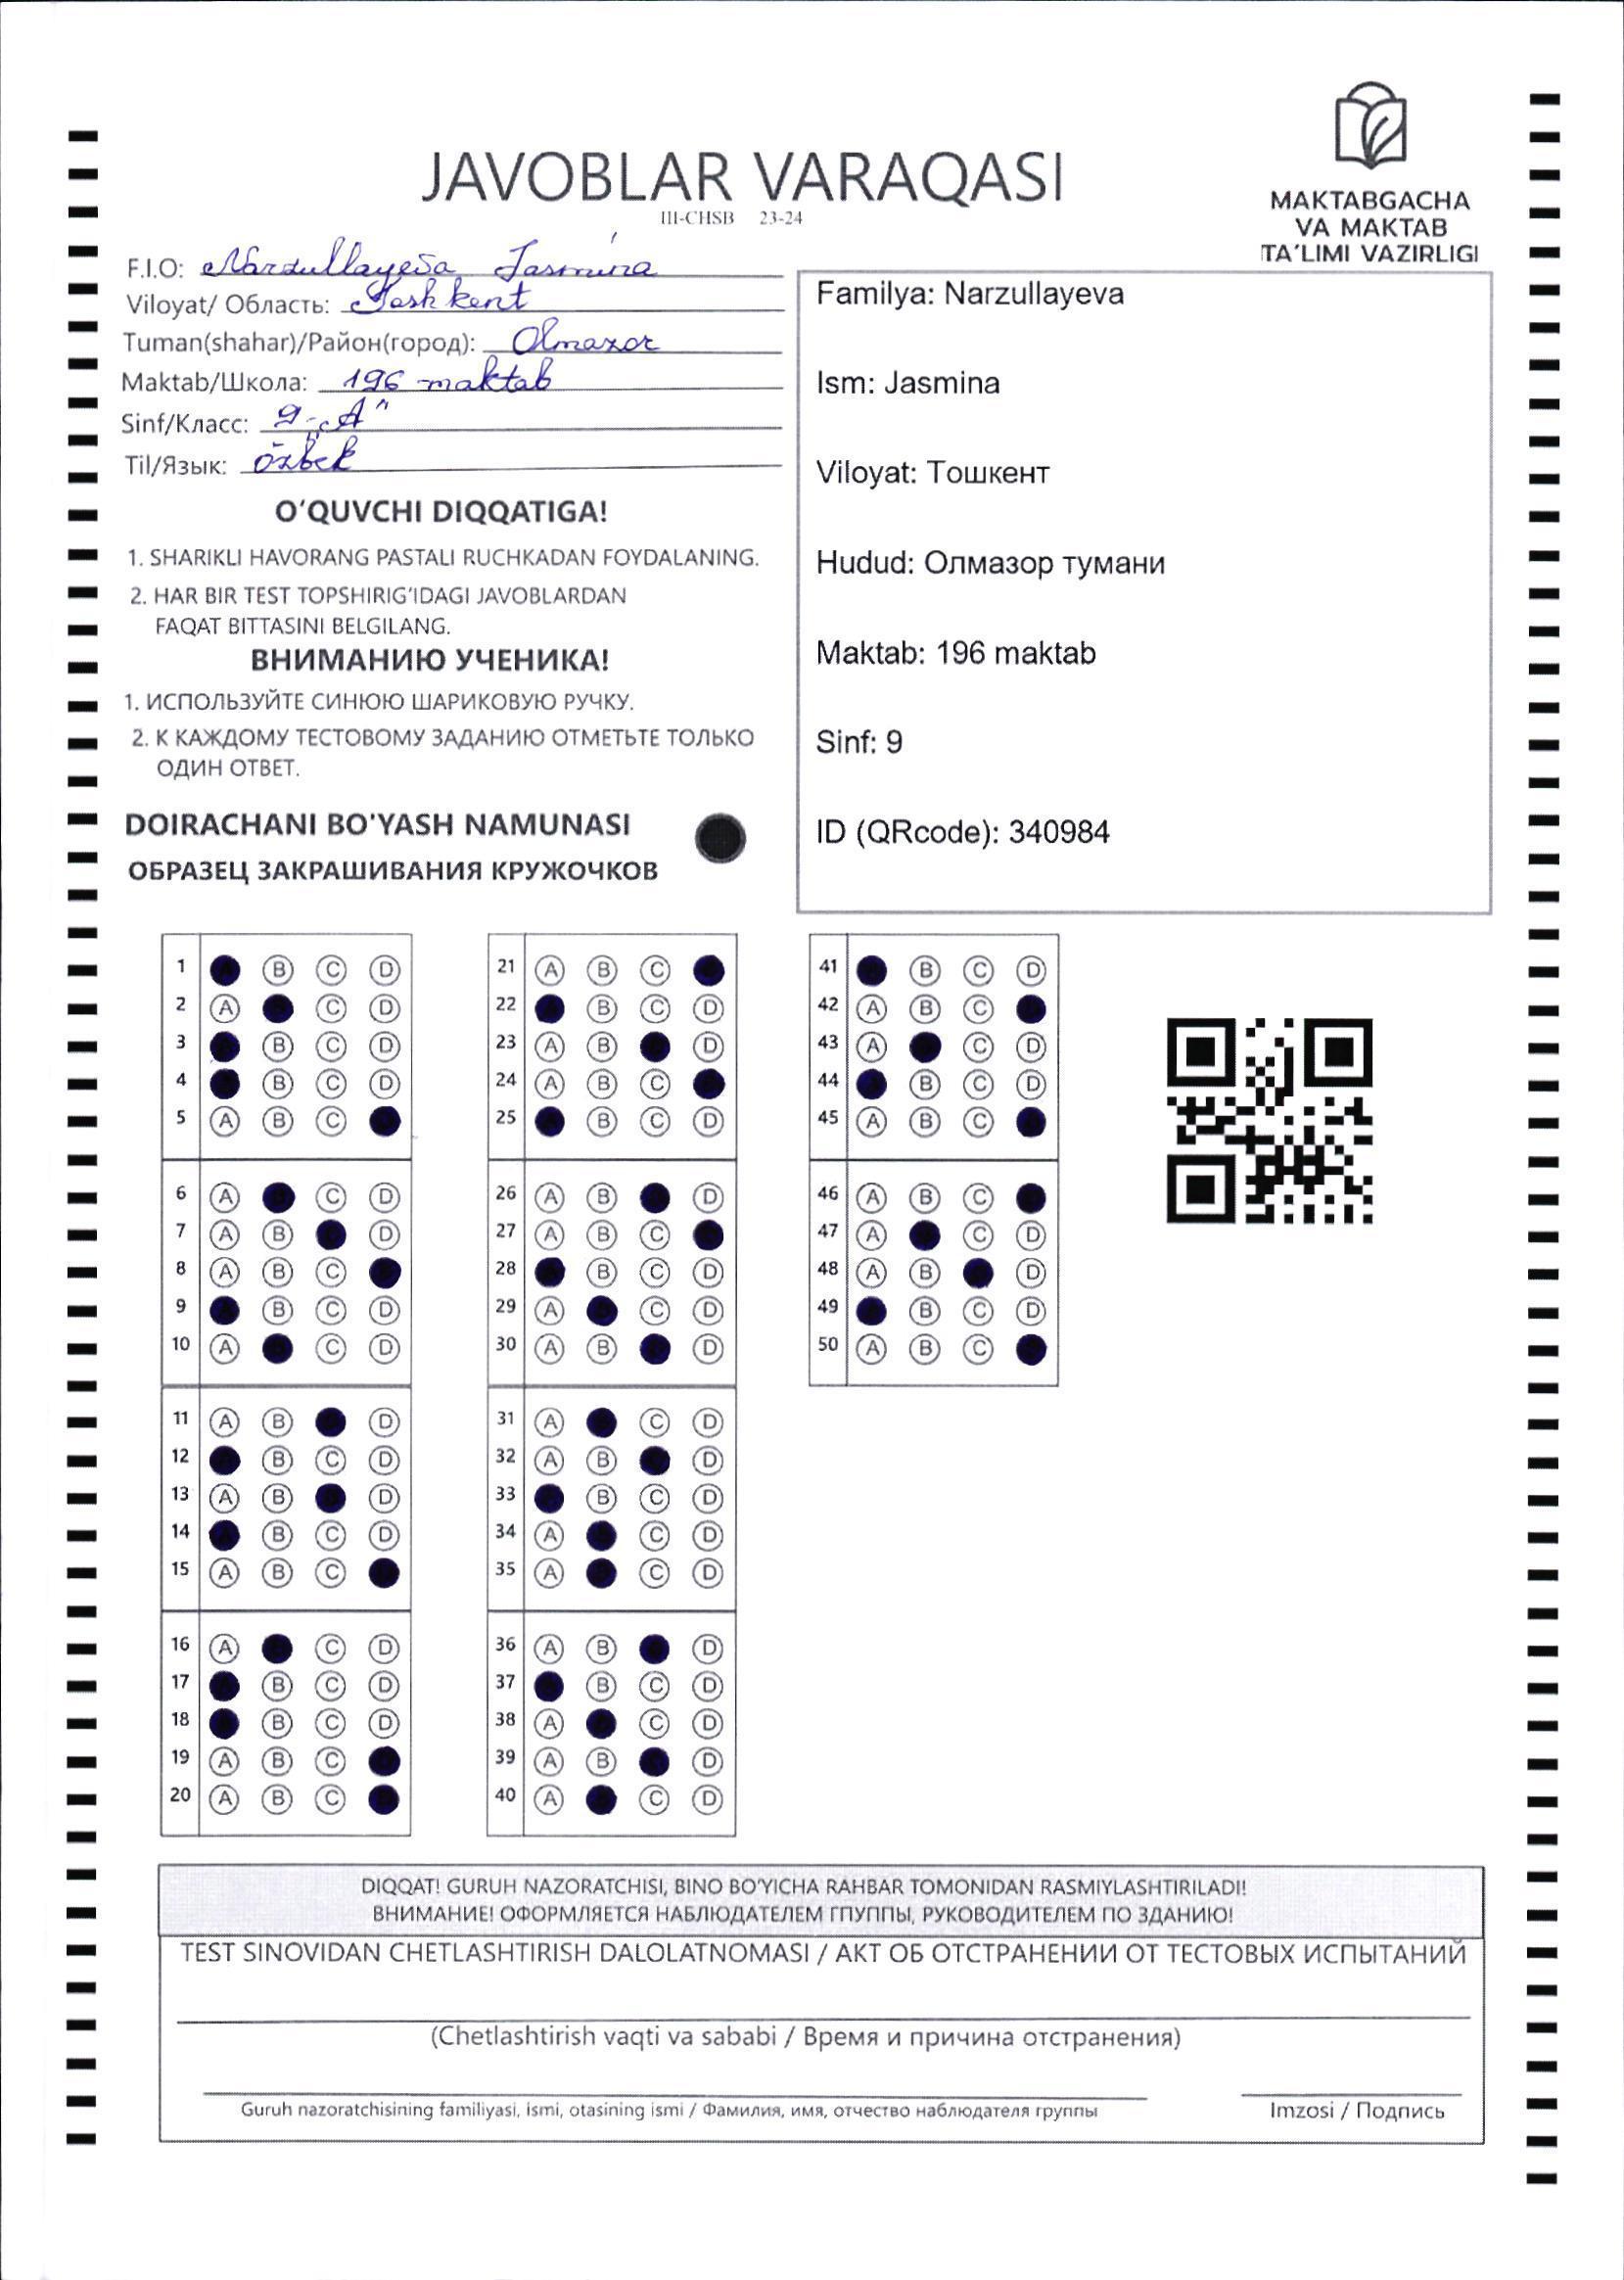 JAVOBLAR VARAQASI
III-CHSB 23-24
MAKTABGACHA
VA MAKTAB
TA'LIMI VAZIRLIGI
F.I.O: Narzullayeva Jasmina
Viloyat/ Область: Toshkent
Tuman(shahar)/Район(город): Olmazor
Maktab/Школа: 196 maktab
Sinf/Класс: 9-„A"
Til/Язык: õzbek
O'QUVCHI DIQQATIGA!
1. SHARIKLI HAVORANG PASTALI RUCHKADAN FOYDALANING.
2. HAR BIR TEST TOPSHIRIG'IDAGI JAVOBLARDAN
FAQAT BITTASINI BELGILANG.
ВНИМАНИЮ УЧЕНИКА!
1. ИСПОЛЬЗУЙТЕ СИНЮЮ ШАРИКОВУЮ РУЧКУ.
2. К КАЖДОМУ ТЕСТОВОМУ ЗАДАНИЮ ОТМЕТЬТЕ ТОЛЬКО
ОДИН ОТВЕТ.
DOIRACHANI BO'YASH NAMUNASI
ОБРАЗЕЦ ЗАКРАШИВАНИЯ КРУЖОЧКОВ
Familya: Narzullayeva
Ism: Jasmina
Viloyat: Тошкент
Hudud: Олмазор тумани
Maktab: 196 maktab
Sinf: 9
ID (QRcode): 340984
1 B C D
2 A C D
3 B C D
4 B C D
5 A B C
6 A C D
7 A B D
8 A B C
9 B C D
10 A C D
11 A B D
12 B C D
13 A B D
14 B C D
15 A B C
16 A C D
17 B C D
18 B C D
19 A B C
20 A B C
21 A B C
22 B C D
23 A B D
24 A B C
25 B C D
26 A B D
27 A B C
28 B C D
29 A C D
30 A B D
31 A C D
32 A B D
33 B C D
34 A C D
35 A C D
36 A B D
37 B C D
38 A C D
39 A B D
40 A C D
41 B C D
42 A B C
43 A C D
44 B C D
45 A B C
46 A B C
47 A C D
48 A B D
49 B C D
50 A B C
DIQQAT! GURUH NAZORATCHISI, BINO BO'YICHA RAHBAR TOMONIDAN RASMIYLASHTIRILADI!
ВНИМАНИЕ! ОФОРМЛЯЕТСЯ НАБЛЮДАТЕЛЕМ ГПУППЫ, РУКОВОДИТЕЛЕМ ПО ЗДАНИЮ!
TEST SINOVIDAN CHETLASHTIRISH DALOLATNOMASI / АКТ ОБ ОТСТРАНЕНИИ ОТ ТЕСТОВЫХ ИСПЫТАНИЙ
(Chetlashtirish vaqti va sababi / Время и причина отстранения)
Guruh nazoratchisining familiyasi, ismi, otasining ismi / Фамилия, имя, отчество наблюдателя группы
Imzosi / Подпись